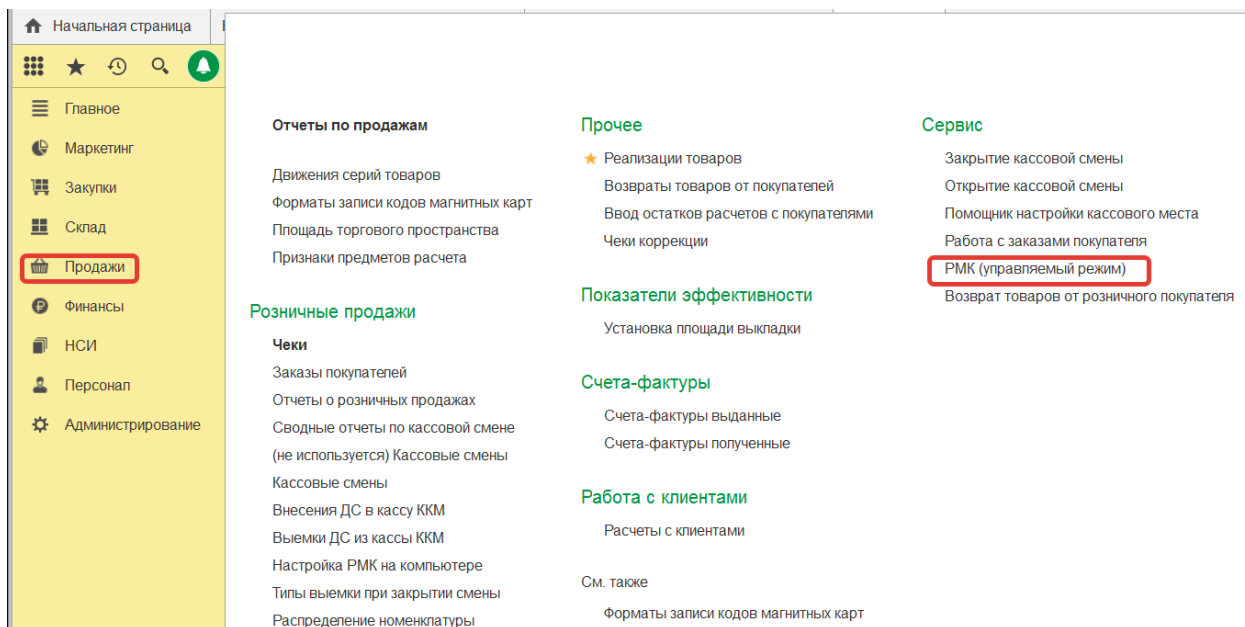 Начальная страница
Главное
Маркетинг
Закупки
Склад
Продажи
Финансы
НСИ
Персонал
Администрирование
Отчеты по продажам
Движения серий товаров
Форматы записи кодов магнитных карт
Площадь торгового пространства
Признаки предметов расчета
Розничные продажи
Чеки
Заказы покупателей
Отчеты о розничных продажах
Сводные отчеты по кассовой смене
(не используется) Кассовые смены
Кассовые смены
Внесения ДС в кассу ККМ
Выемки ДС из кассы ККМ
Настройка РМК на компьютере
Типы выемки при закрытии смены
Распределение номенклатуры
Прочее
Реализации товаров
Возвраты товаров от покупателей
Ввод остатков расчетов с покупателями
Чеки коррекции
Показатели эффективности
Установка площади выкладки
Счета-фактуры
Счета-фактуры выданные
Счета-фактуры полученные
Работа с клиентами
Расчеты с клиентами
См. также
Форматы записи кодов магнитных карт
Сервис
Закрытие кассовой смены
Открытие кассовой смены
Помощник настройки кассового места
Работа с заказами покупателя
РМК (управляемый режим)
Возврат товаров от розничного покупателя